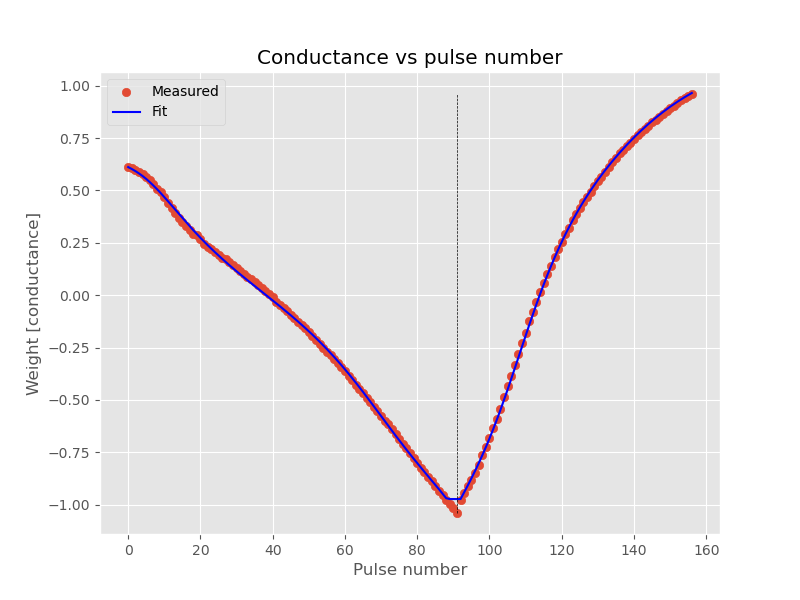 Conductance vs pulse number
Measured
Fit
1.00
0.75
0.50
0.25
0.00
−0.25
−0.50
−0.75
−1.00
Weight [conductance]
0 20 40 60 80 100 120 140 160
Pulse number